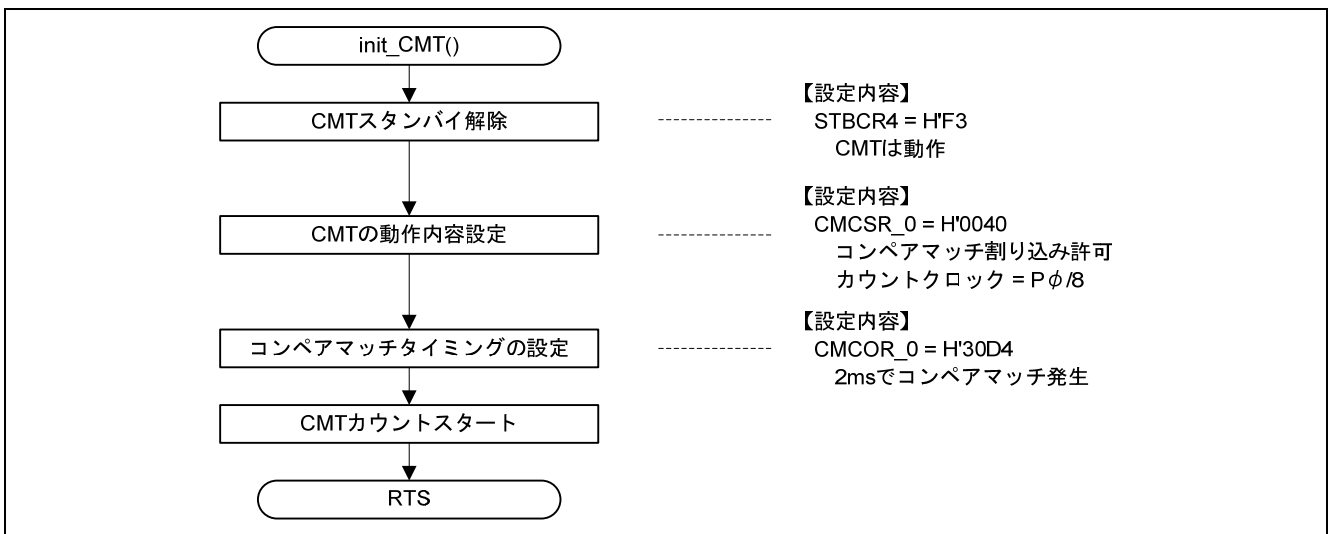 init_CMT()
CMTスタンバイ解除
【設定内容】
STBCR4 = H'F3
CMTは動作
CMTの動作内容設定
【設定内容】
CMCSR_0 = H'0040
コンペアマッチ割り込み許可
カウントクロック = Pφ/8
コンペアマッチタイミングの設定
【設定内容】
CMCOR_0 = H'30D4
2msでコンペアマッチ発生
CMTカウントスタート
RTS